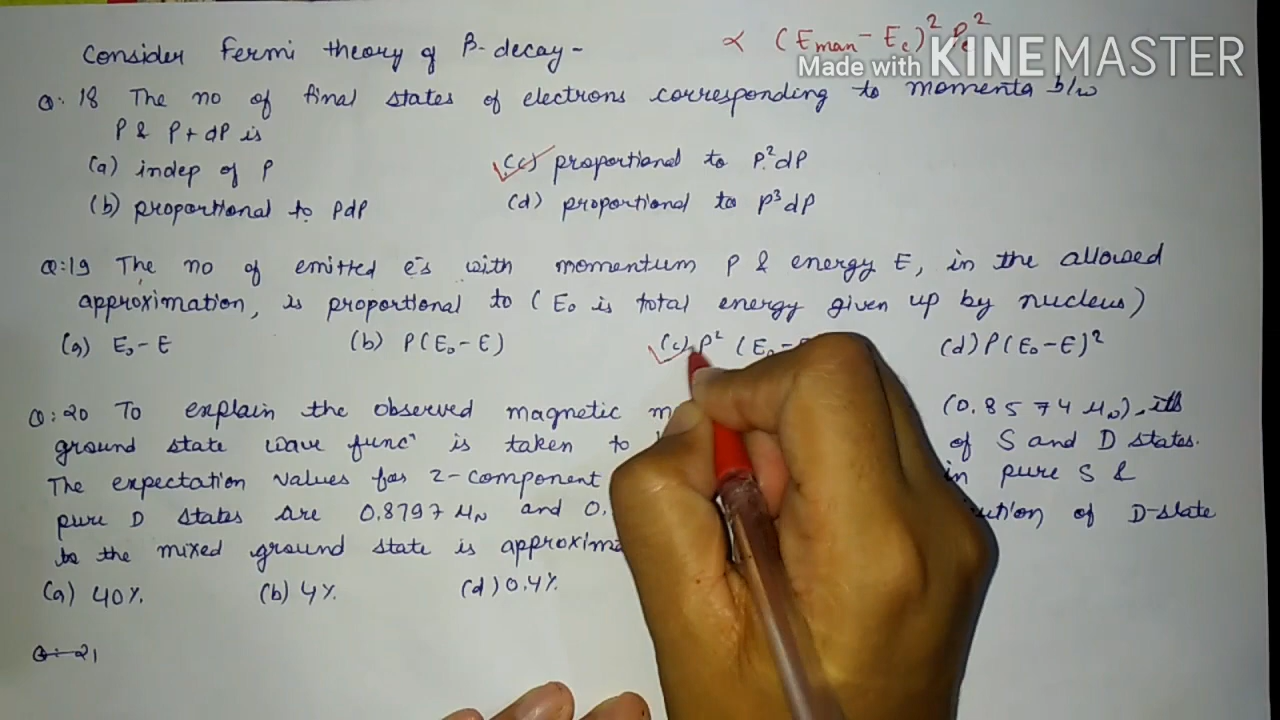 ∝ (Eman - Ec)² Pe²
Made with KINEMASTER
Consider Fermi theory of β-decay -
Q: 18 The no of final states of electrons corresponding to momenta b/w
P & P+dP is
(a) indep of P
(c) proportional to P²dP
(b) proportional to PdP
(d) proportional to P³dP
Q:19 The no of emitted e⁻s with momentum P & energy E, in the allowed
approximation, is proportional to (E₀ is total energy given up by nucleus)
(a) E₀-E (b) P(E₀-E) (c) P² (E₀- (d) P(E₀-E)²
Q:20 To explain the observed magnetic (0.8574 μN), its
ground state wave funcⁿ is taken to of S and D states.
The expectation values for z-component in pure S &
pure D states are 0.8797 μN and 0. of D-state
to the mixed ground state is
(a) 40%. (b) 4%. (d) 0.4%.
Q: 21